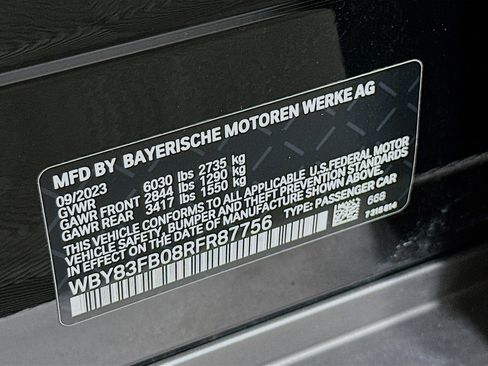 MFD BY BAYERISCHE MOTOREN WERKE AG
09/2023
GVWR 6030 lbs 2735 kg
GAWR FRONT 2844 lbs 1290 kg
GAWR REAR 3417 lbs 1550 kg
THIS VEHICLE CONFORMS TO ALL APPLICABLE U.S. FEDERAL MOTOR
VEHICLE SAFETY, BUMPER AND THEFT PREVENTION STANDARDS
IN EFFECT ON THE DATE OF MANUFACTURE SHOWN ABOVE.
WBY83FB08RFR87756 TYPE: PASSENGER CAR
668